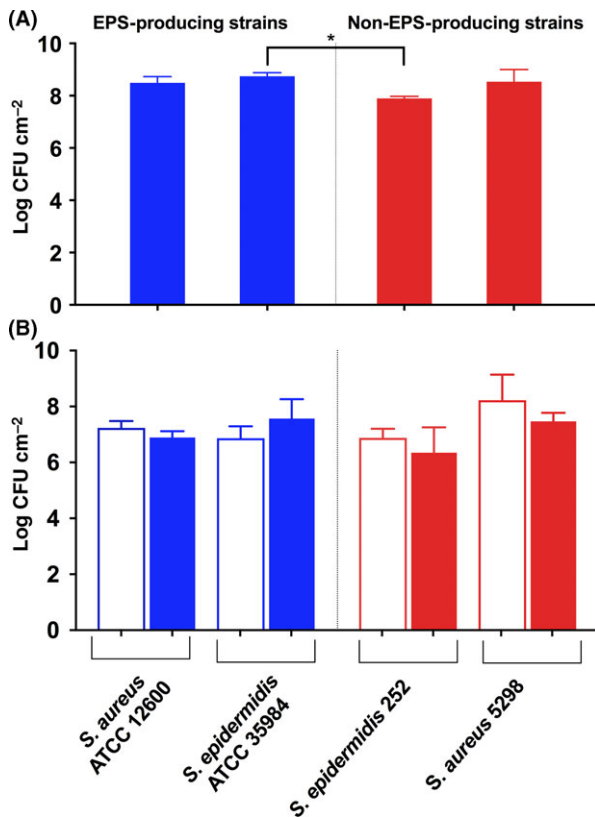 (A)
EPS-producing strains
Non-EPS-producing strains
*
10
8
6
4
2
0
Log CFU cm−2
(B)
10
8
6
4
2
0
Log CFU cm−2
S. aureus
ATCC 12600
S. epidermidis
ATCC 35984
S. epidermidis 252
S. aureus 5298